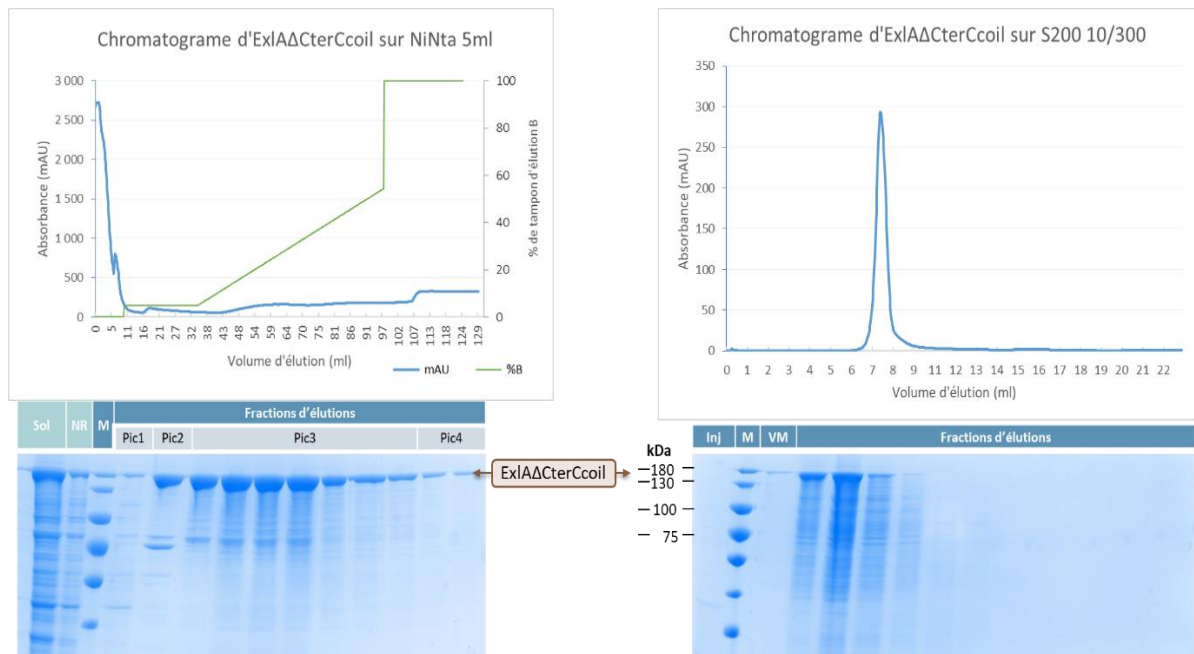 Chromatograme d'ExlAΔCterCcoil sur NiNta 5ml
3 000
2 500
2 000
1 500
1 000
500
0
Absorbance (mAU)
100
80
60
40
20
0
% de tampon d'élution B
0 5 11 16 21 27 32 38 43 48 54 59 64 70 75 81 86 91 97 102 107 113 118 124 129
Volume d'élution (ml)
mAU %B
Chromatograme d'ExlAΔCterCcoil sur S200 10/300
350
300
250
200
150
100
50
0
Absorbance (mAU)
0 1 2 3 4 5 6 7 8 9 10 11 12 13 14 15 16 17 18 19 20 21 22
Volume d'élution (ml)
Sol NR M Fractions d'élutions
Pic1 Pic2 Pic3 Pic4
ExlAΔCterCcoil
Inj M VM Fractions d'élutions
kDa
180
130
100
75